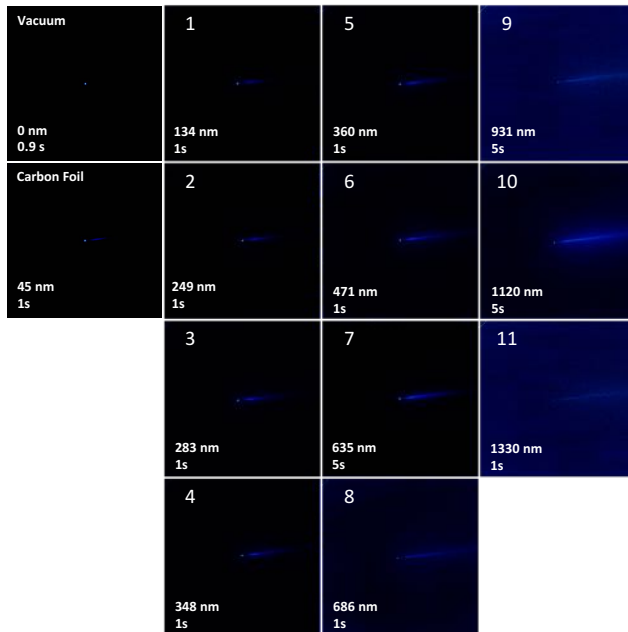 Vacuum
0 nm
0.9 s
1
134 nm
1s
5
360 nm
1s
9
931 nm
5s
Carbon Foil
45 nm
1s
2
249 nm
1s
6
471 nm
1s
10
1120 nm
5s
3
283 nm
1s
7
635 nm
5s
11
1330 nm
1s
4
348 nm
1s
8
686 nm
1s